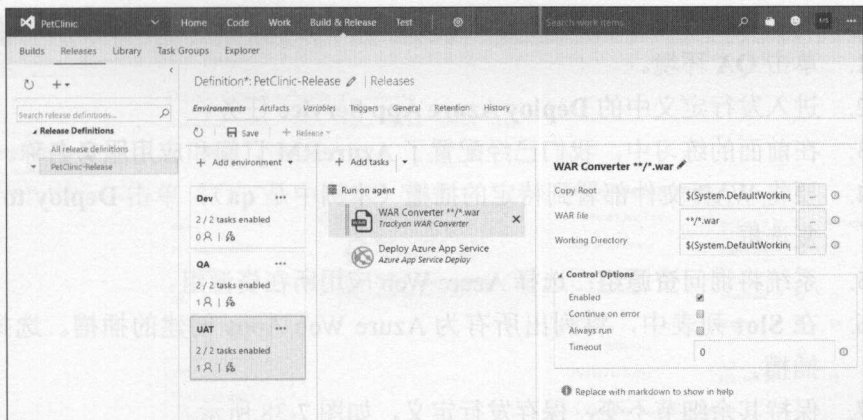 PetClinic Home Code Work Build & Release Test Search work items...
Builds Releases Library Task Groups Explorer
Search release definitions...
Release Definitions
All release definitions
PetClinic-Release
Definition*: PetClinic-Release | Releases
Environments Artifacts Variables Triggers General Retention History
Save Release
Add environment
Dev ...
2 / 2 tasks enabled
0
QA ...
2 / 2 tasks enabled
1
UAT ...
2 / 2 tasks enabled
1
Add tasks
Run on agent
WAR Converter **/*.war
Trackyon WAR Converter
Deploy Azure App Service
Azure App Service Deploy
WAR Converter **/*.war
Copy Root $(System.DefaultWorkin ...
WAR file **/*.war ...
Working Directory $(System.DefaultWorkin ...
Control Options
Enabled
Continue on error
Always run
Timeout 0
Replace with markdown to show in help